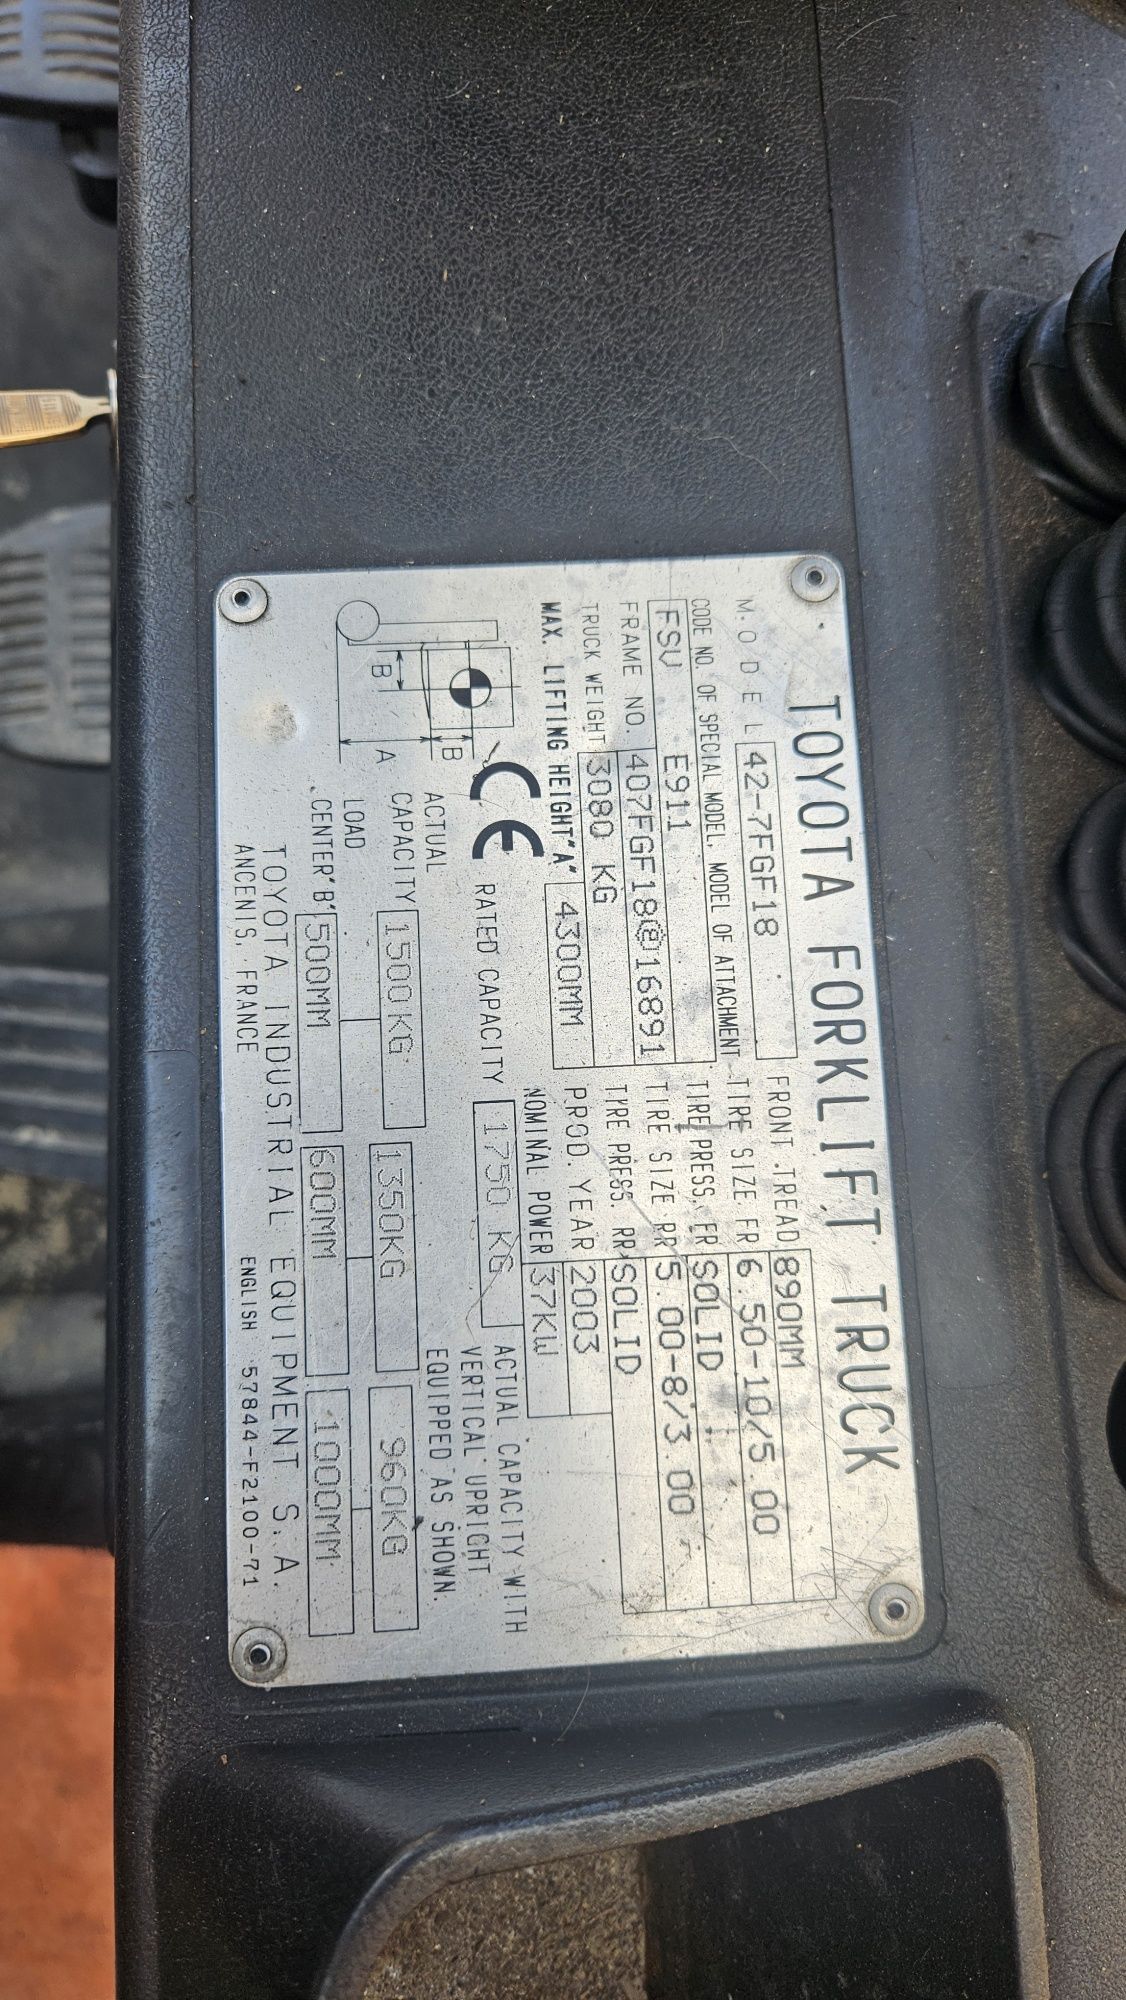 TOYOTA FORKLIFT TRUCK
MODEL 42-7FGF18
CODE NO. OF SPECIAL MODEL, MODEL OF ATTACHMENT
FSV E911
FRAME NO. 407FGF18@16891
TRUCK WEIGHT 3080 KG
MAX. LIFTING HEIGHT"A" 4300MM
FRONT TREAD 890MM
TIRE SIZE FR 6.50-10/5.00
TIRE PRESS. FR SOLID
TIRE SIZE RR 5.00-8/3.00
TIRE PRESS. RR SOLID
PROD. YEAR 2003
NOMINAL POWER 37KW
CE RATED CAPACITY 1750 KG
ACTUAL CAPACITY WITH
VERTICAL UPRIGHT
EQUIPPED AS SHOWN.
B
A
B
ACTUAL
CAPACITY 1500KG 1350KG 960KG
LOAD
CENTER"B" 500MM 600MM 1000MM
TOYOTA INDUSTRIAL EQUIPMENT S.A.
ANCENIS, FRANCE ENGLISH 57844-F2100-71